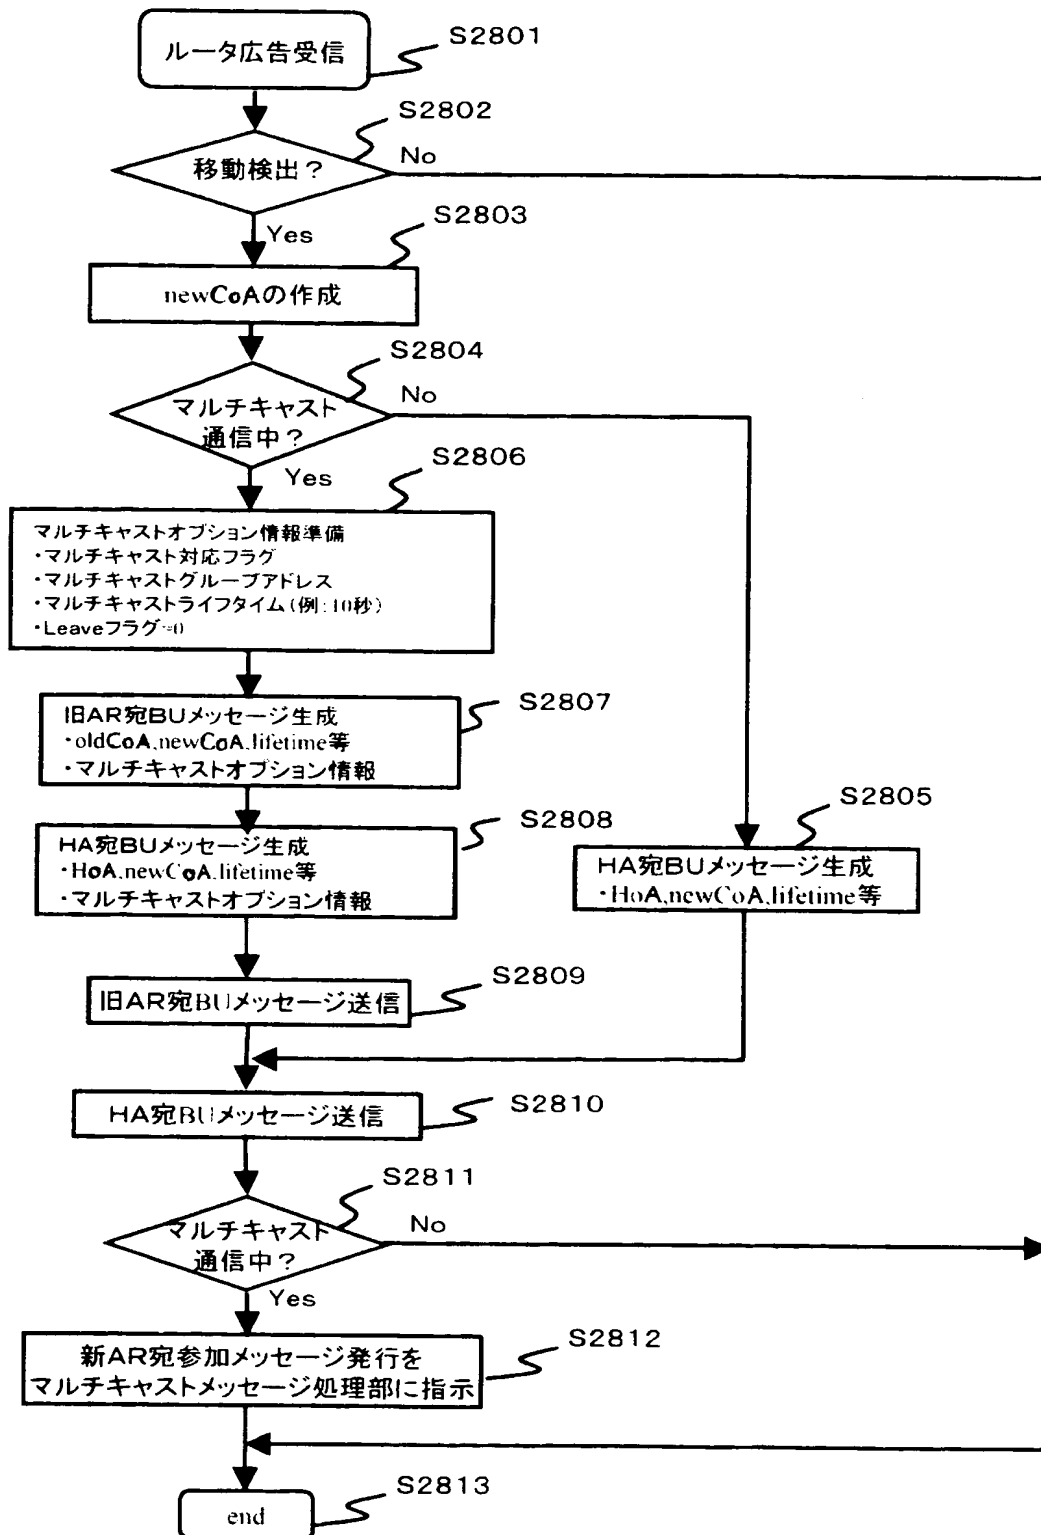 ルータ広告受信
S2801
S2802
移動検出?
No
S2803
Yes
newCoAの作成
S2804
No
マルチキャスト
通信中?
S2806
Yes
マルチキャストオプション情報準備
・マルチキャスト対応フラグ
・マルチキャストグループアドレス
・マルチキャストライフタイム(例:10秒)
・Leaveフラグ=0
旧AR宛BUメッセージ生成
・oldCoA,newCoA,lifetime等
・マルチキャストオプション情報
S2807
HA宛BUメッセージ生成
・HoA,newCoA,lifetime等
・マルチキャストオプション情報
S2808
S2805
HA宛BUメッセージ生成
・HoA,newCoA,lifetime等
S2809
旧AR宛BUメッセージ送信
HA宛BUメッセージ送信
S2810
S2811
マルチキャスト
通信中?
No
Yes
S2812
新AR宛参加メッセージ発行を
マルチキャストメッセージ処理部に指示
S2813
end